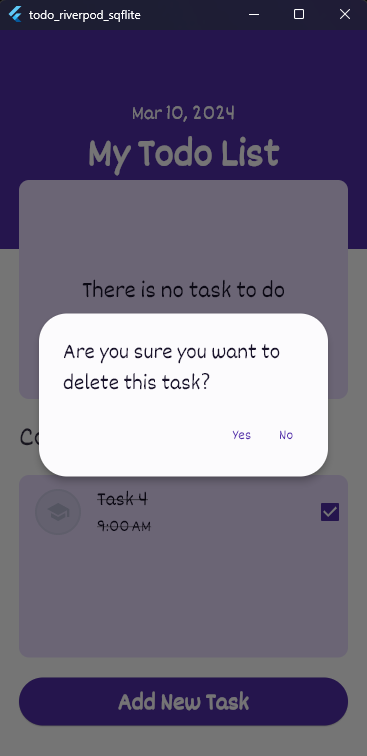 todo_riverpod_sqflite
Mar 10, 2024
My Todo List
There is no task to do
Are you sure you want to
delete this task?
Yes No
Task 4
9:00 AM
Add New Task